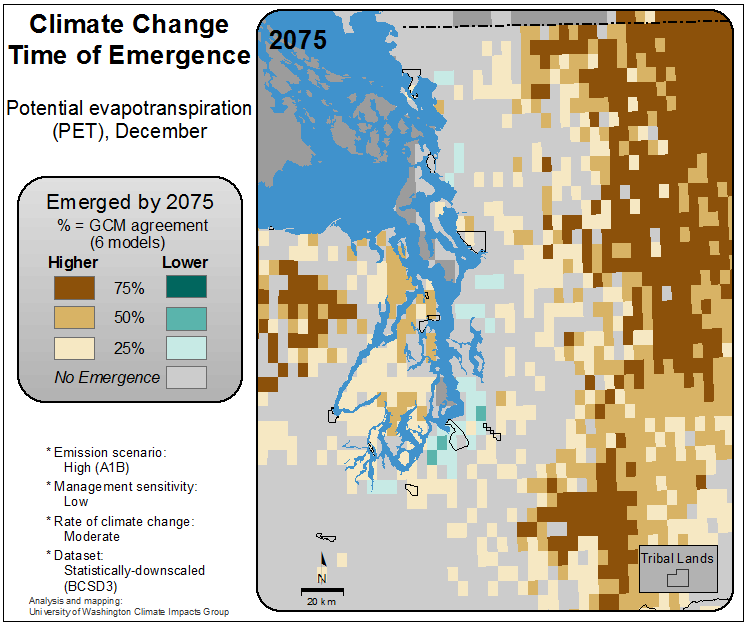 Climate Change
Time of Emergence
Potential evapotranspiration
(PET), December
Emerged by 2075
% = GCM agreement
(6 models)
Higher Lower
75%
50%
25%
No Emergence
* Emission scenario:
High (A1B)
* Management sensitivity:
Low
* Rate of climate change:
Moderate
* Dataset:
Statistically-downscaled
(BCSD3)
Analysis and mapping:
University of Washington Climate Impacts Group
2075
N
20 km
Tribal Lands